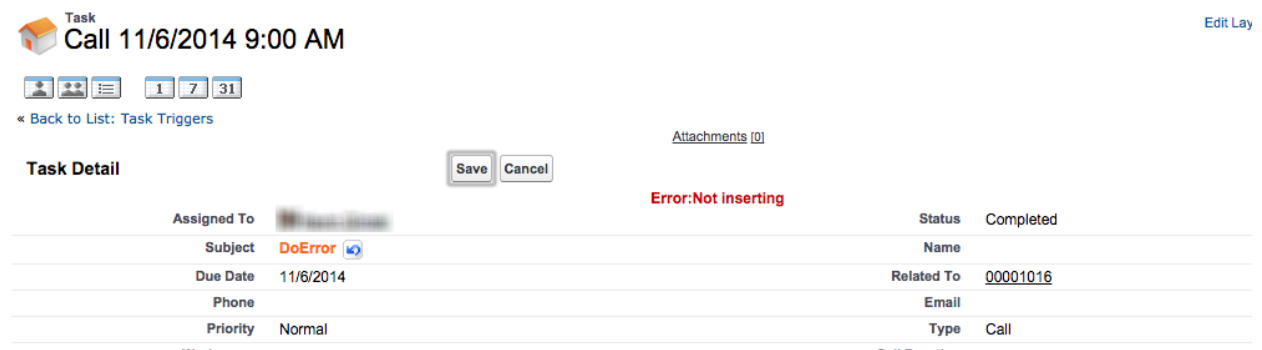 Task
Call 11/6/2014 9:00 AM
Edit Lay
1 7 31
« Back to List: Task Triggers
Attachments [0]
Task Detail
Save Cancel
Error:Not inserting
Assigned To
Status Completed
Subject DoError
Name
Due Date 11/6/2014
Related To 00001016
Phone
Email
Priority Normal
Type Call